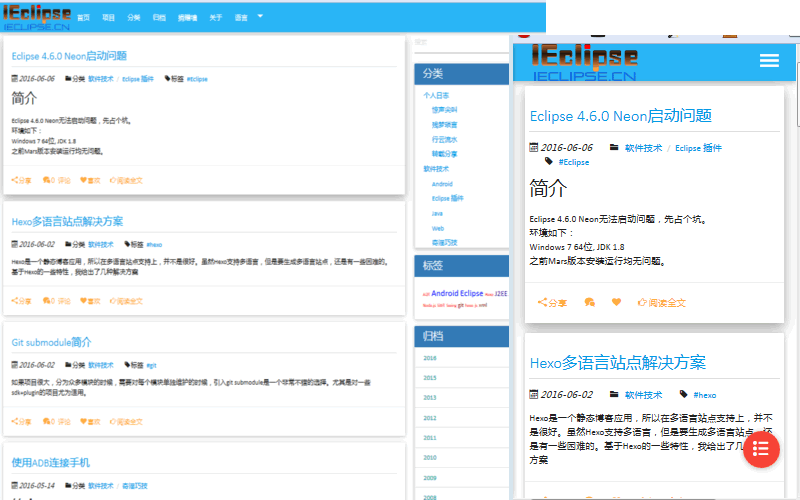 IEclipse
IECLIPSE.CN
首页 项目 分类 归档 关于 语言
Eclipse 4.6.0 Neon启动问题
2016-06-06 分类 软件技术 / Eclipse 插件 标签 #Eclipse
简介
Eclipse 4.6.0 Neon无法启动问题，先占个坑。
环境如下：
Windows 7 64位, JDK 1.8
之前Mars版本安装运行均无问题。
分享 0 评论 喜欢 阅读全文
Hexo多语言站点解决方案
2016-06-02 分类 软件技术 标签 #hexo
Hexo是一个静态博客应用，所以在多语言站点支持上，并不是很好。虽然Hexo支持多语言，但是要生成多语言站点，还是有一些困难的。
基于Hexo的一些特性，我给出了几种解决方案
分享 0 评论 喜欢 阅读全文
Git submodule简介
2016-06-02 分类 软件技术 标签 #git
如果项目很大，分为众多模块的时候，需要对每个模块单独维护的时候，引入git submodule是一个非常不错的选择。尤其是对一些
sdk+plugin的项目尤为适用。
分享 0 评论 喜欢 阅读全文
使用ADB连接手机
2016-05-14 分类 软件技术 / 奇淫巧技
分类
个人日志
惊声尖叫
行云流水
转载分享
软件技术
Android
Eclipse 插件
Java
Web
奇淫巧技
标签
Android Eclipse J2EE
git
归档
2016
2015
2013
2012
2011
2010
2009
2008
IEclipse
IECLIPSE.CN
Eclipse 4.6.0 Neon启动问题
2016-06-06 软件技术 / Eclipse 插件
#Eclipse
简介
Eclipse 4.6.0 Neon无法启动问题，先占个坑。
环境如下：
Windows 7 64位, JDK 1.8
之前Mars版本安装运行均无问题。
分享 阅读全文
Hexo多语言站点解决方案
2016-06-02 软件技术 #hexo
Hexo是一个静态博客应用，所以在多语言站点支持上，并不
是很好。虽然Hexo支持多语言，但是要生成多语言站点，还
是有一些困难的。基于Hexo的一些特性，我给出了几
方案